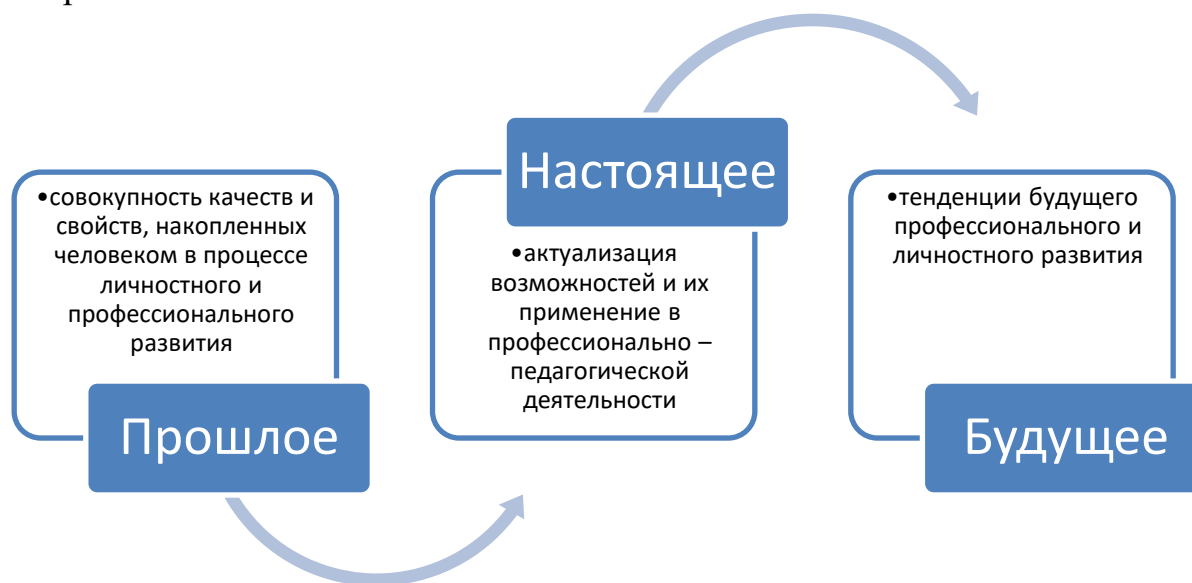 •совокупность качеств и
свойств, накопленных
человеком в процессе
личностного и
профессионального
развития
Прошлое
Настоящее
•актуализация
возможностей и их
применение в
профессионально –
педагогической
деятельности
•тенденции будущего
профессионального и
личностного развития
Будущее